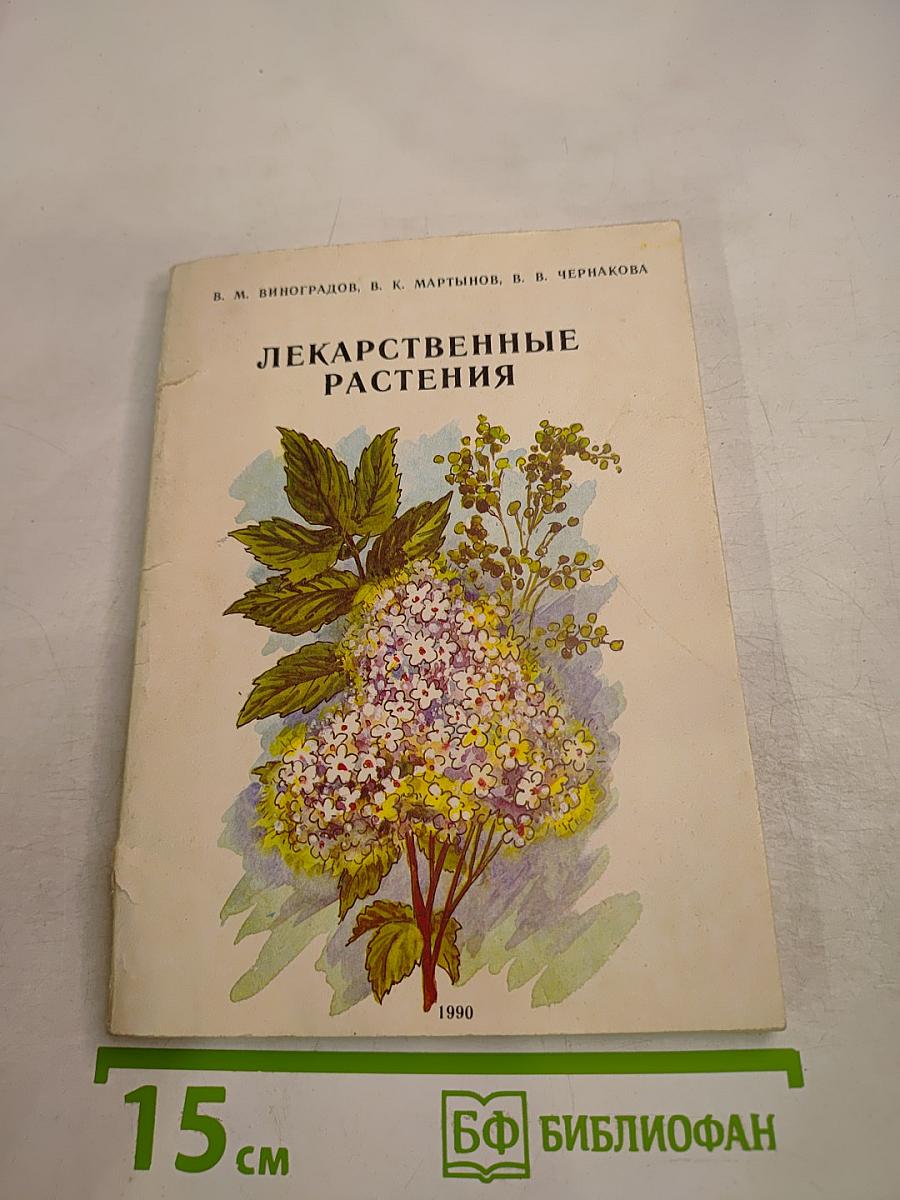 В. М. ВИНОГРАДОВ, В. К. МАРТЫНОВ, В. В. ЧЕРНАКОВА
ЛЕКАРСТВЕННЫЕ
РАСТЕНИЯ
1990
15 см
БФ БИБЛИОФАН